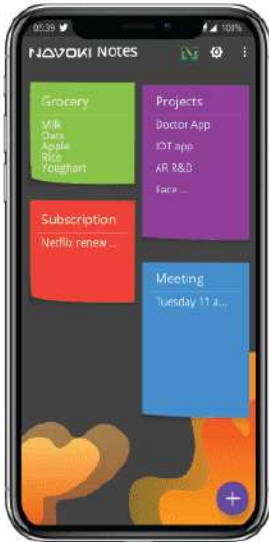 05:39
100%
NAVOKI Notes
Grocery
Milk
Oats
Apple
Rice
Youghart
Projects
Doctor App
IOT app
AR R&D
Face ...
Subscription
Netflix renew ...
Meeting
Tuesday 11 a...
+